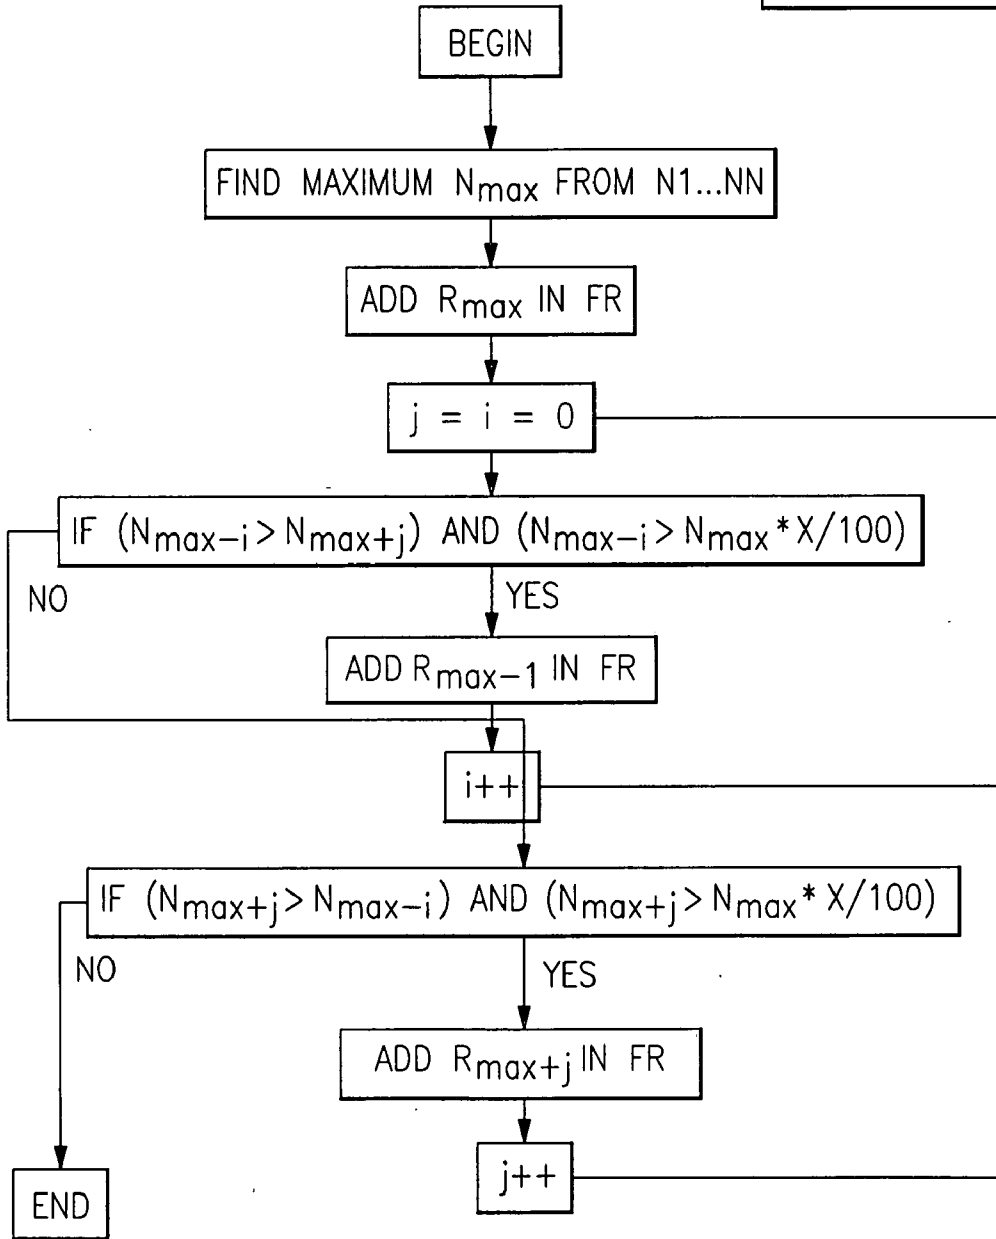 BEGIN
FIND MAXIMUM Nmax FROM N1...NN
ADD Rmax IN FR
j = i = 0
IF (Nmax-i > Nmax+j) AND (Nmax-i > Nmax * X/100)
NO
YES
ADD Rmax-1 IN FR
i++
IF (Nmax+j > Nmax-i) AND (Nmax+j > Nmax * X/100)
NO
YES
ADD Rmax+j IN FR
j++
END